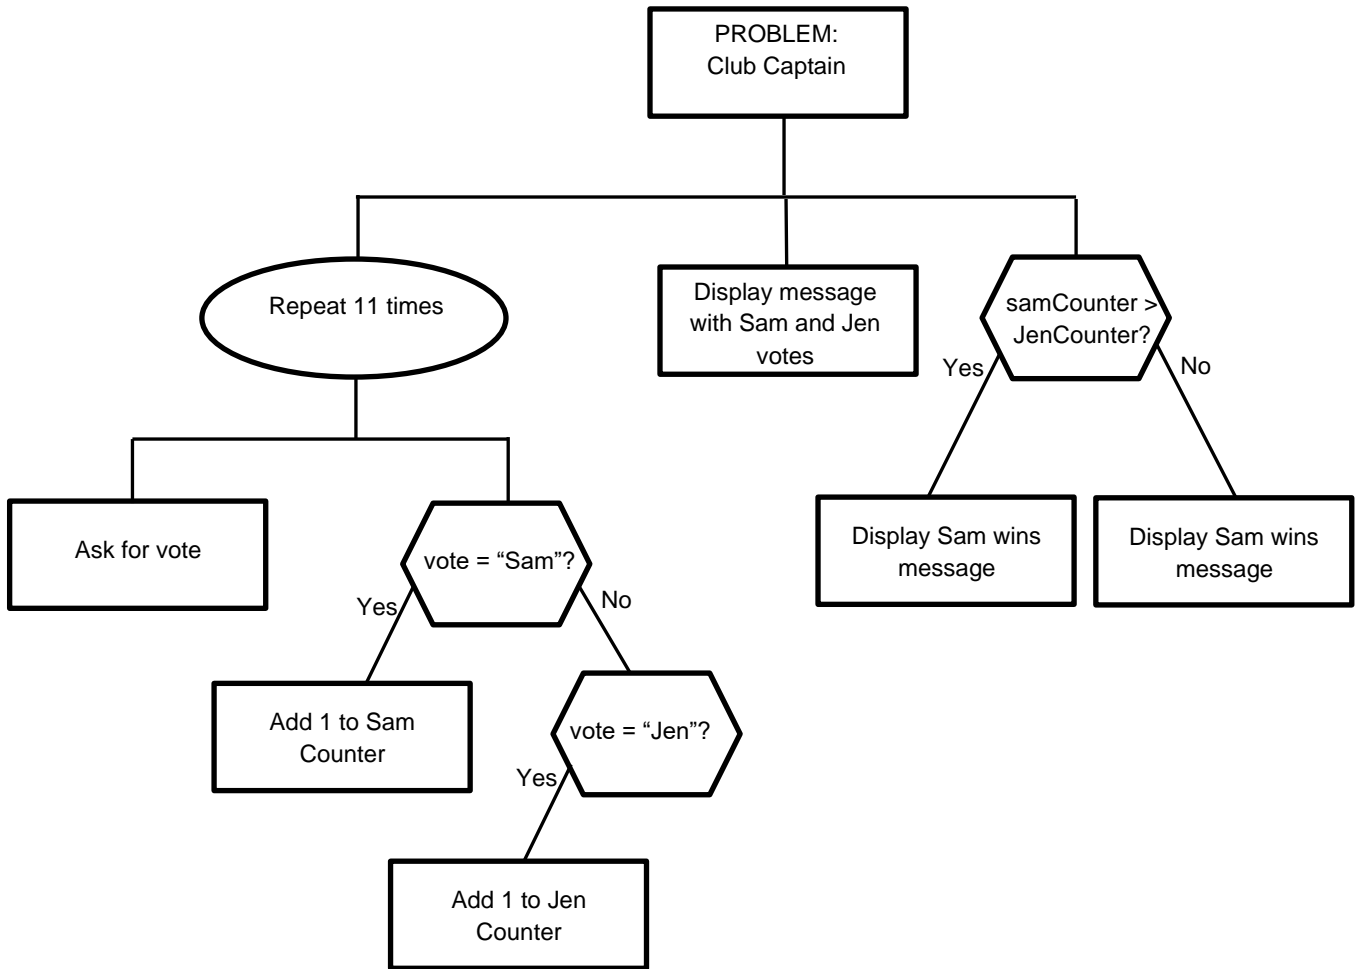 PROBLEM:
Club Captain
Repeat 11 times
Display message
with Sam and Jen
votes
samCounter >
JenCounter?
Yes
No
Ask for vote
vote = “Sam”?
Display Sam wins
message
Display Sam wins
message
Yes
No
Add 1 to Sam
Counter
vote = “Jen”?
Yes
Add 1 to Jen
Counter